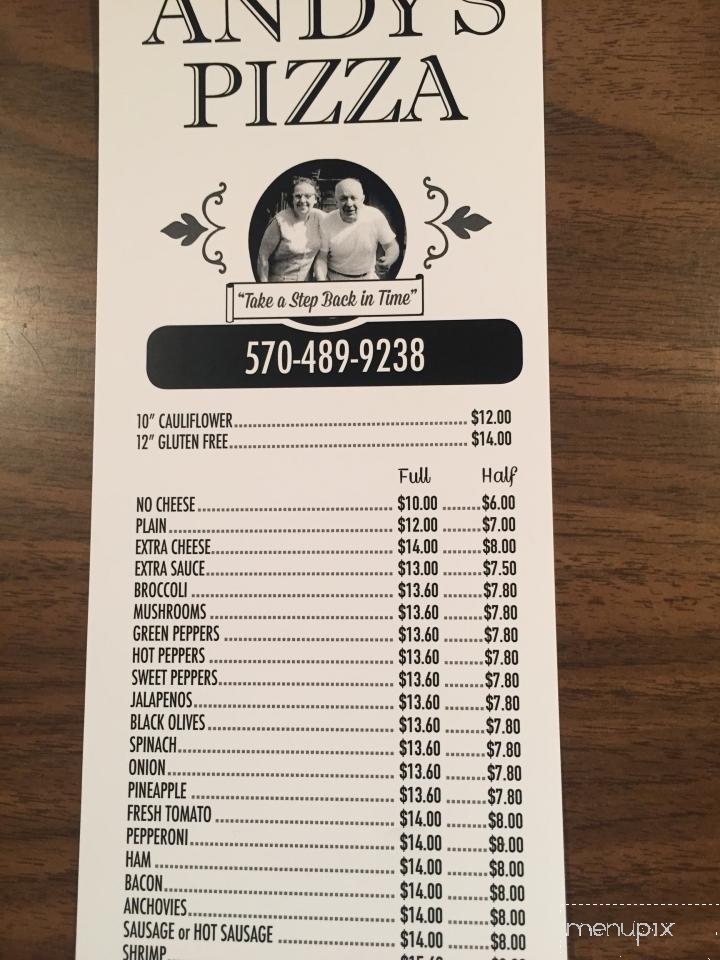 ANDY'S
PIZZA
"Take a Step Back in Time"
570-489-9238
10" CAULIFLOWER........ $12.00
12" GLUTEN FREE........ $14.00
Full Half
NO CHEESE........ $10.00 ........$6.00
PLAIN........ $12.00 ........$7.00
EXTRA CHEESE........ $14.00 ........$8.00
EXTRA SAUCE........ $13.00 ........$7.50
BROCCOLI........ $13.60 ........$7.80
MUSHROOMS........ $13.60 ........$7.80
GREEN PEPPERS........ $13.60 ........$7.80
HOT PEPPERS........ $13.60 ........$7.80
SWEET PEPPERS........ $13.60 ........$7.80
JALAPENOS........ $13.60 ........$7.80
BLACK OLIVES........ $13.60 ........$7.80
SPINACH........ $13.60 ........$7.80
ONION........ $13.60 ........$7.80
PINEAPPLE........ $13.60 ........$7.80
FRESH TOMATO........ $14.00 ........$8.00
PEPPERONI........ $14.00 ........$8.00
HAM........ $14.00 ........$8.00
BACON........ $14.00 ........$8.00
ANCHOVIES........ $14.00 ........$8.00
SAUSAGE or HOT SAUSAGE........ $14.00 ........$8.00
SHRIMP........
menupix